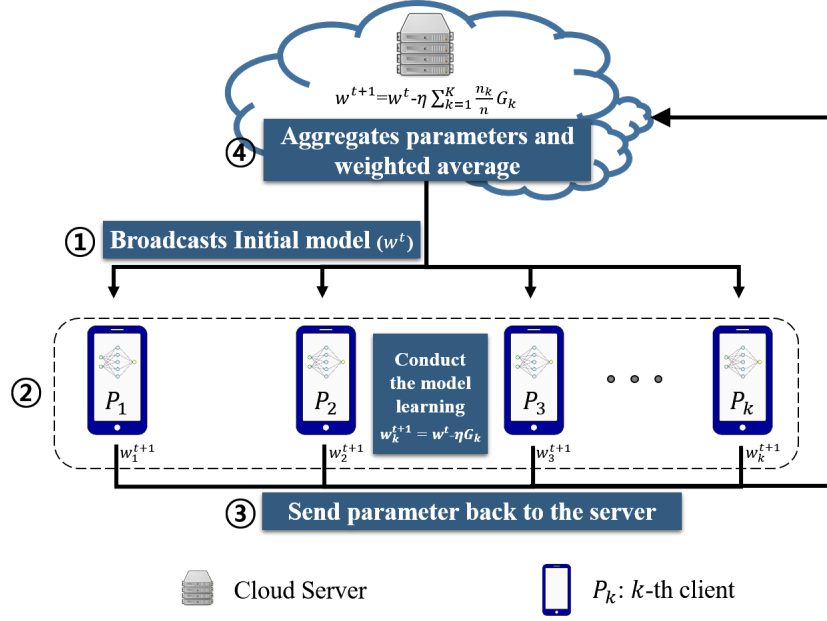 w^{t+1}=w^t-η ∑_{k=1}^{K} \frac{n_k}{n} G_k
④
Aggregates parameters and
weighted average
①
Broadcasts Initial model (w^t)
②
P_1
P_2
Conduct
the model
learning
w_k^{t+1} = w^t-ηG_k
P_3
P_k
w_1^{t+1}
w_2^{t+1}
w_3^{t+1}
w_k^{t+1}
③
Send parameter back to the server
Cloud Server
P_k: k-th client